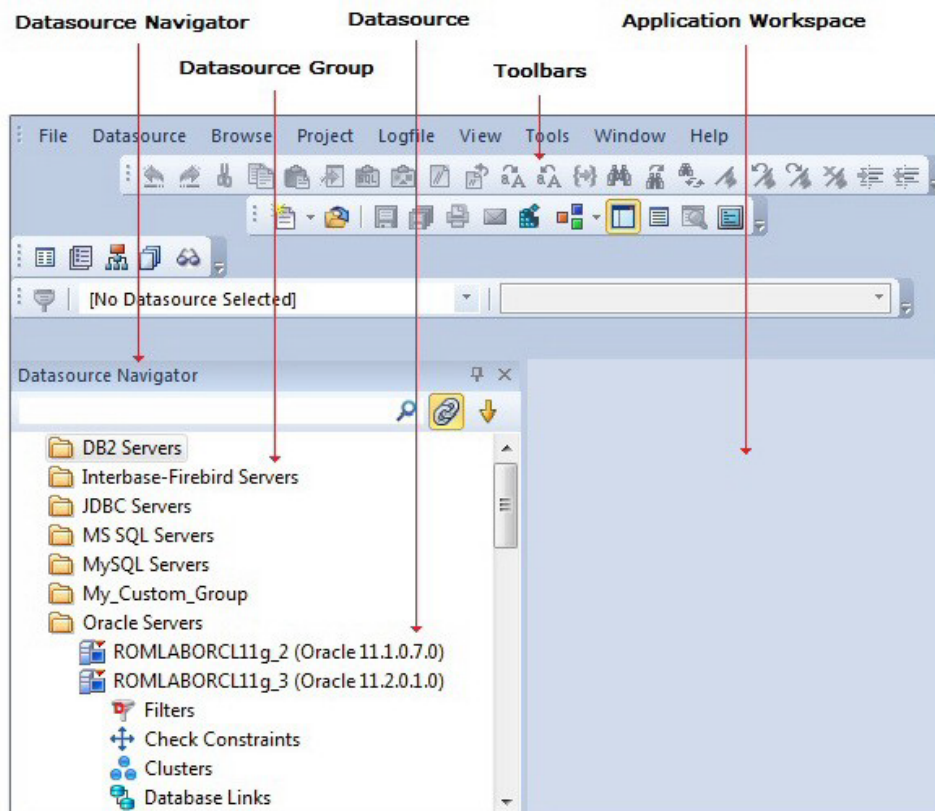 Datasource Navigator
Datasource
Application Workspace
Datasource Group
Toolbars
File Datasource Browse Project Logfile View Tools Window Help
[No Datasource Selected]
Datasource Navigator
DB2 Servers
Interbase-Firebird Servers
JDBC Servers
MS SQL Servers
MySQL Servers
My_Custom_Group
Oracle Servers
ROMLABORCL11g_2 (Oracle 11.1.0.7.0)
ROMLABORCL11g_3 (Oracle 11.2.0.1.0)
Filters
Check Constraints
Clusters
Database Links